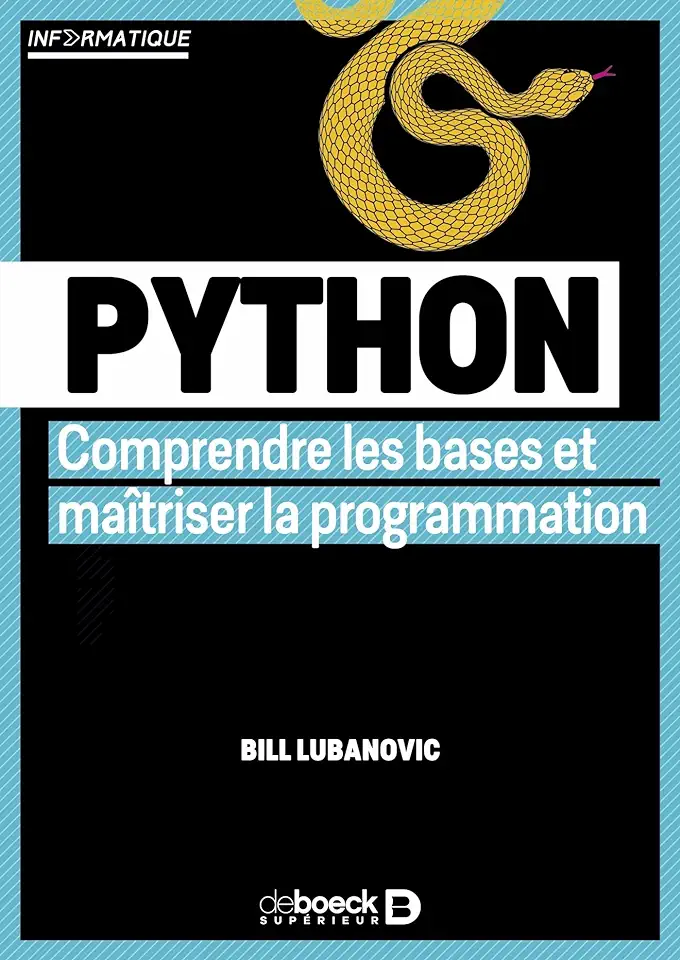 INFORMATIQUE
PYTHON
Comprendre les bases et
maîtriser la programmation
BILL LUBANOVIC
deboeck B
SUPÉRIEUR